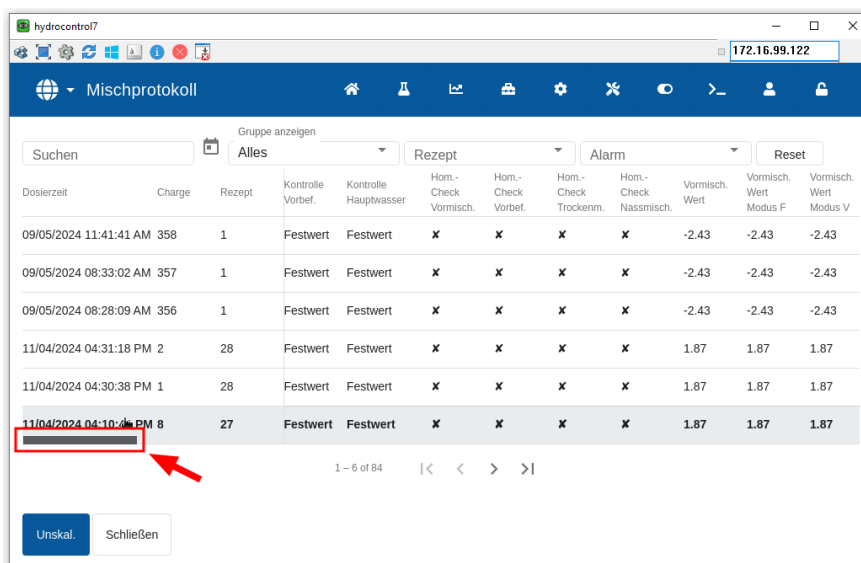 hydrocontrol7
172.16.99.122
Mischprotokoll
Suchen
Gruppe anzeigen
Alles
Rezept
Alarm
Reset
Dosierzeit Charge Rezept Kontrolle Vorbef. Kontrolle Hauptwasser Hom.-Check Vormisch. Hom.-Check Vorbef. Hom.-Check Trockenm. Hom.-Check Nassmisch. Vormisch. Wert Vormisch. Wert Modus F Vormisch. Wert Modus V
09/05/2024 11:41:41 AM 358 1 Festwert Festwert ✘ ✘ ✘ ✘ -2.43 -2.43 -2.43
09/05/2024 08:33:02 AM 357 1 Festwert Festwert ✘ ✘ ✘ ✘ -2.43 -2.43 -2.43
09/05/2024 08:28:09 AM 356 1 Festwert Festwert ✘ ✘ ✘ ✘ -2.43 -2.43 -2.43
11/04/2024 04:31:18 PM 2 28 Festwert Festwert ✘ ✘ ✘ ✘ 1.87 1.87 1.87
11/04/2024 04:30:38 PM 1 28 Festwert Festwert ✘ ✘ ✘ ✘ 1.87 1.87 1.87
11/04/2024 PM 8 27 Festwert Festwert ✘ ✘ ✘ ✘ 1.87 1.87 1.87
1 – 6 of 84
Unskal.
Schließen